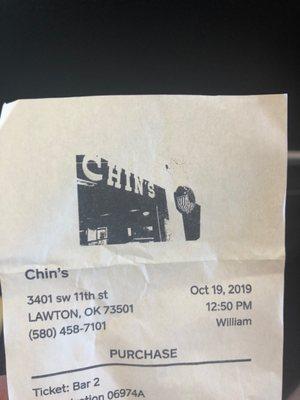 CHIN'S
Chin's
3401 sw 11th st
LAWTON, OK 73501
(580) 458-7101
Oct 19, 2019
12:50 PM
William
PURCHASE
Ticket: Bar 2
06974A